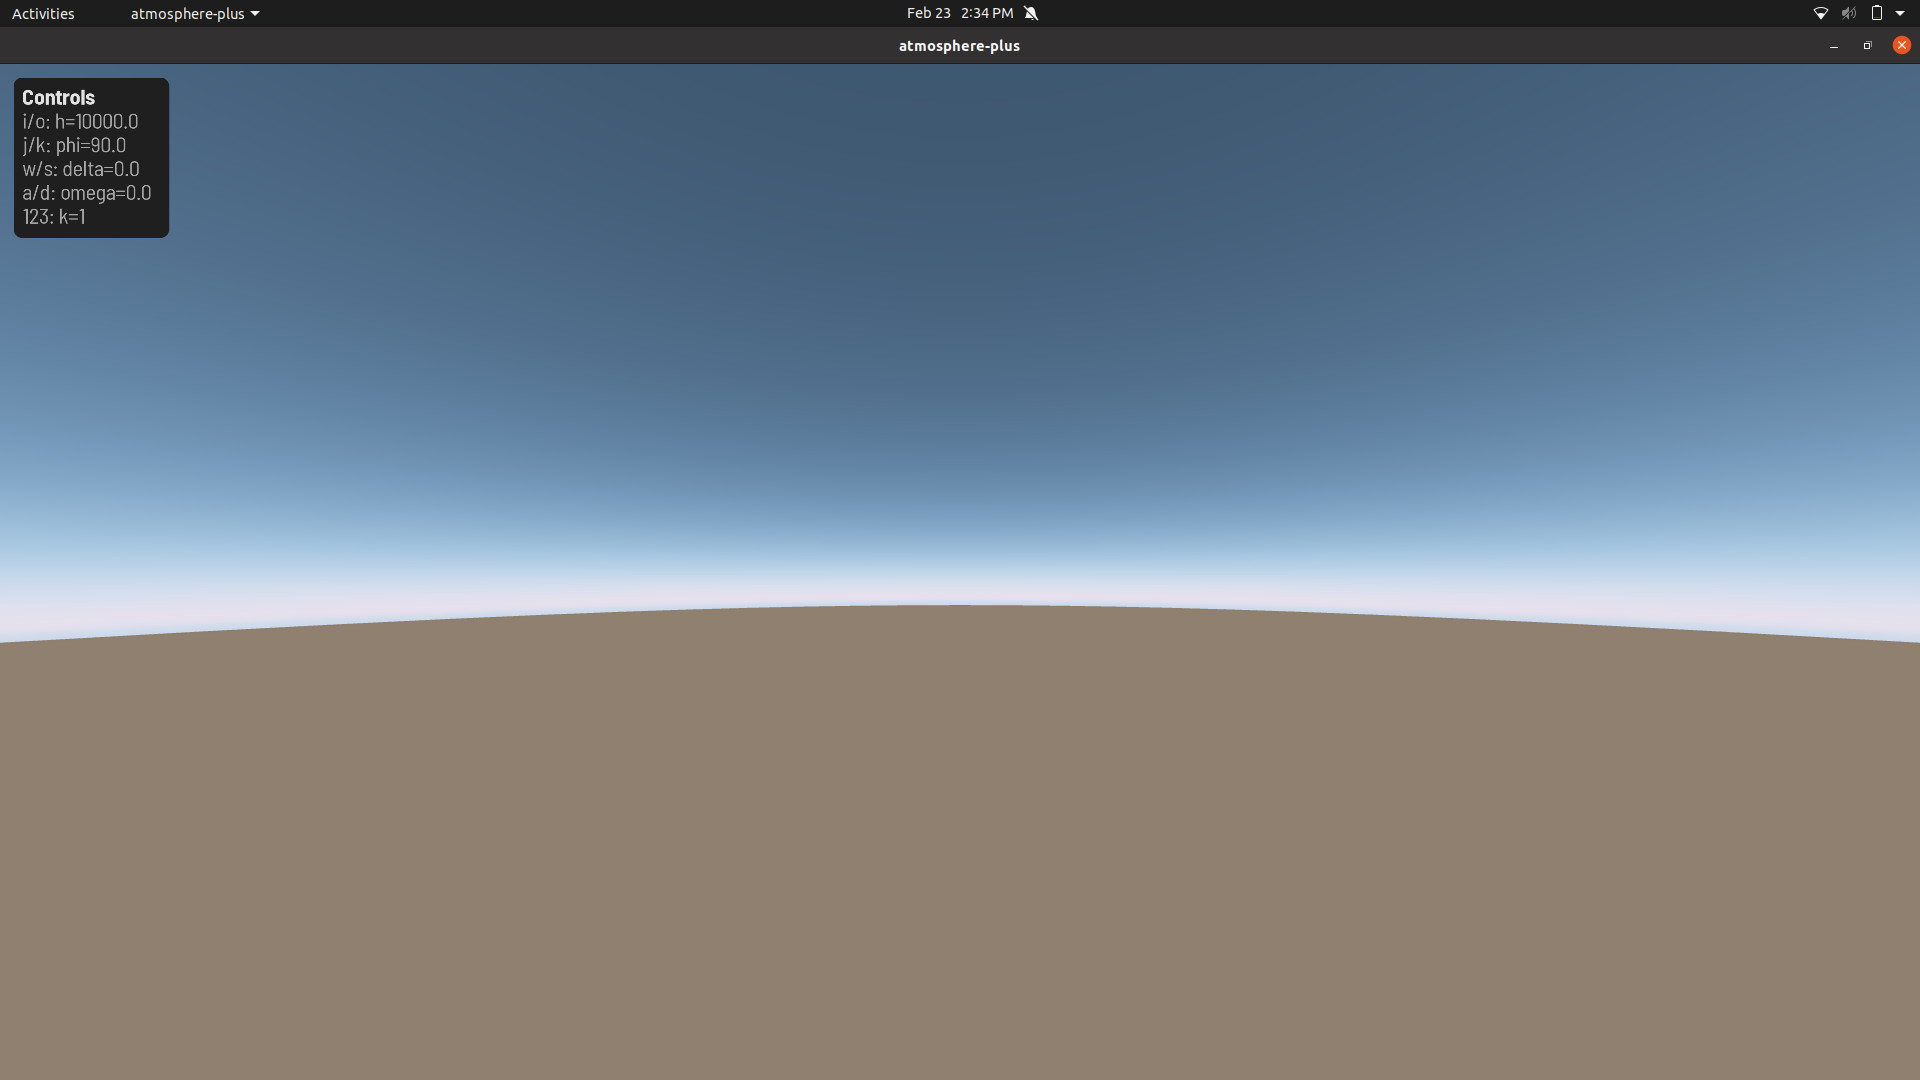 Activities
atmosphere-plus
Feb 23 2:34 PM
atmosphere-plus
Controls
i/o: h=10000.0
j/k: phi=90.0
w/s: delta=0.0
a/d: omega=0.0
123: k=1